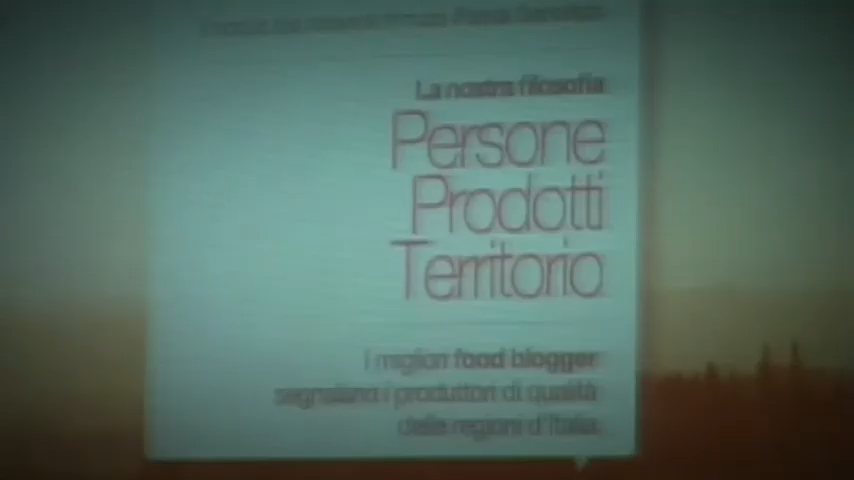 La nostra filosofia
Persone
Prodotti
Territorio
I migliori food blogger
segnalano i produttori di qualità
delle regioni d'Italia